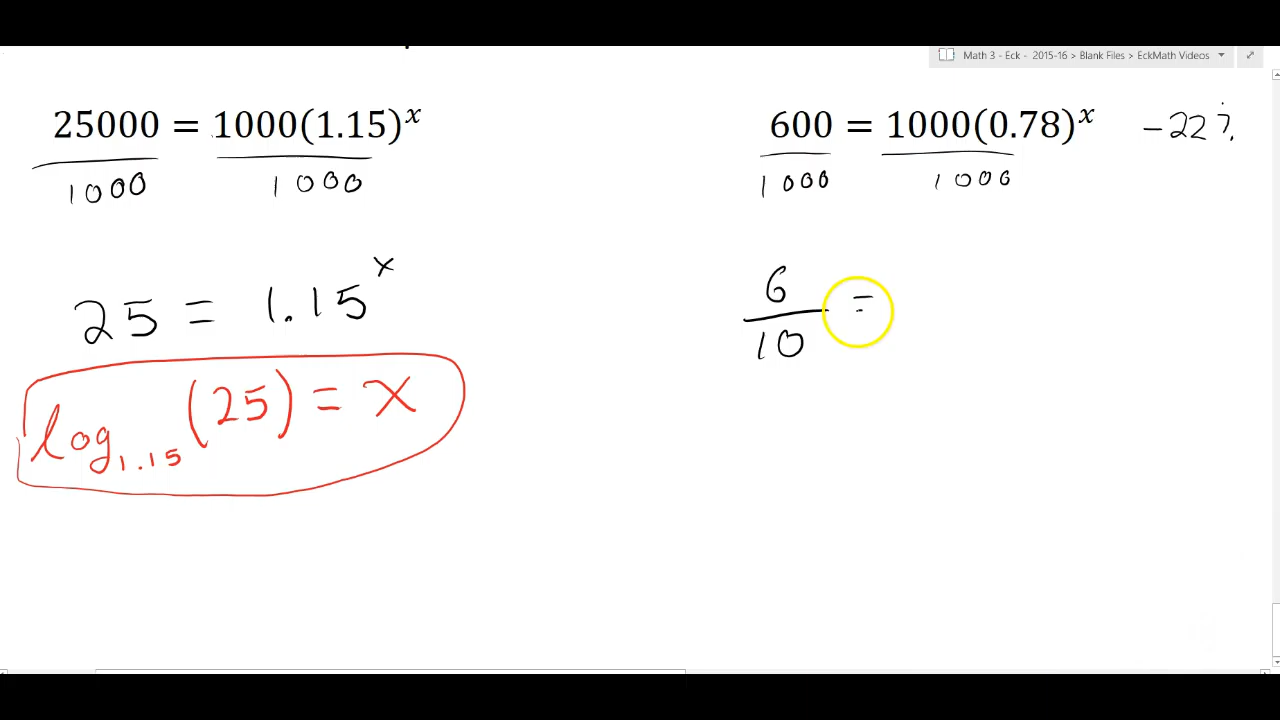 Math 3 - Eck - 2015-16 > Blank Files > EckMath Videos
25000 = 1000(1.15)^x
1000 1000
25 = 1.15^x
log_1.15 (25) = x
600 = 1000(0.78)^x -22%
1000 1000
6
10 =